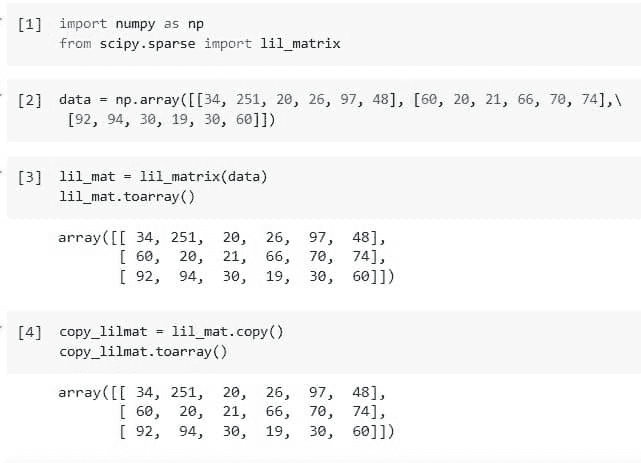 [1] import numpy as np
from scipy.sparse import lil_matrix
[2] data = np.array([[34, 251, 20, 26, 97, 48], [60, 20, 21, 66, 70, 74],\
[92, 94, 30, 19, 30, 60]])
[3] lil_mat = lil_matrix(data)
lil_mat.toarray()
array([[ 34, 251,  20,  26,  97,  48],
[ 60,  20,  21,  66,  70,  74],
[ 92,  94,  30,  19,  30,  60]])
[4] copy_lilmat = lil_mat.copy()
copy_lilmat.toarray()
array([[ 34, 251,  20,  26,  97,  48],
[ 60,  20,  21,  66,  70,  74],
[ 92,  94,  30,  19,  30,  60]])